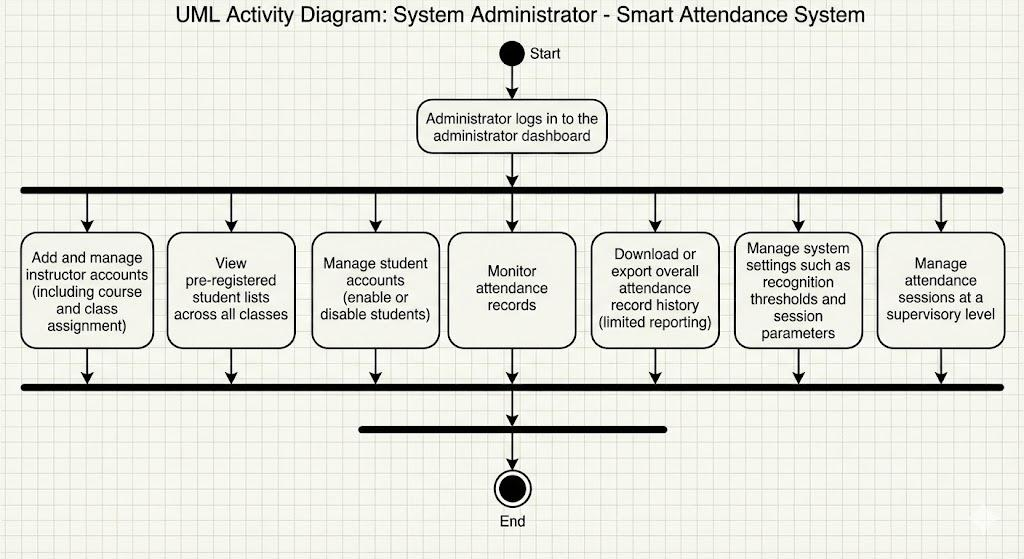 UML Activity Diagram: System Administrator - Smart Attendance System
Start
Administrator logs in to the
administrator dashboard
Add and manage
instructor accounts
(including course
and class
assignment)
View
pre-registered
student lists
across all classes
Manage student
accounts
(enable or
disable students)
Monitor
attendance
records
Download or
export overall
attendance
record history
(limited reporting)
Manage system
settings such as
recognition
thresholds and
session
parameters
Manage
attendance
sessions at a
supervisory level
End